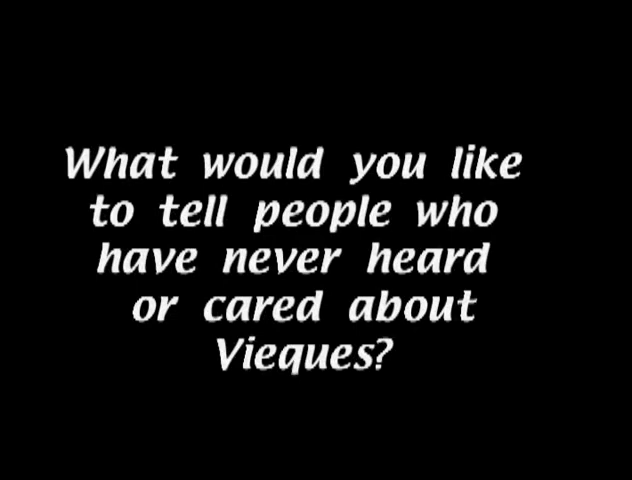 What would you like
to tell people who
have never heard
or cared about
Vieques?